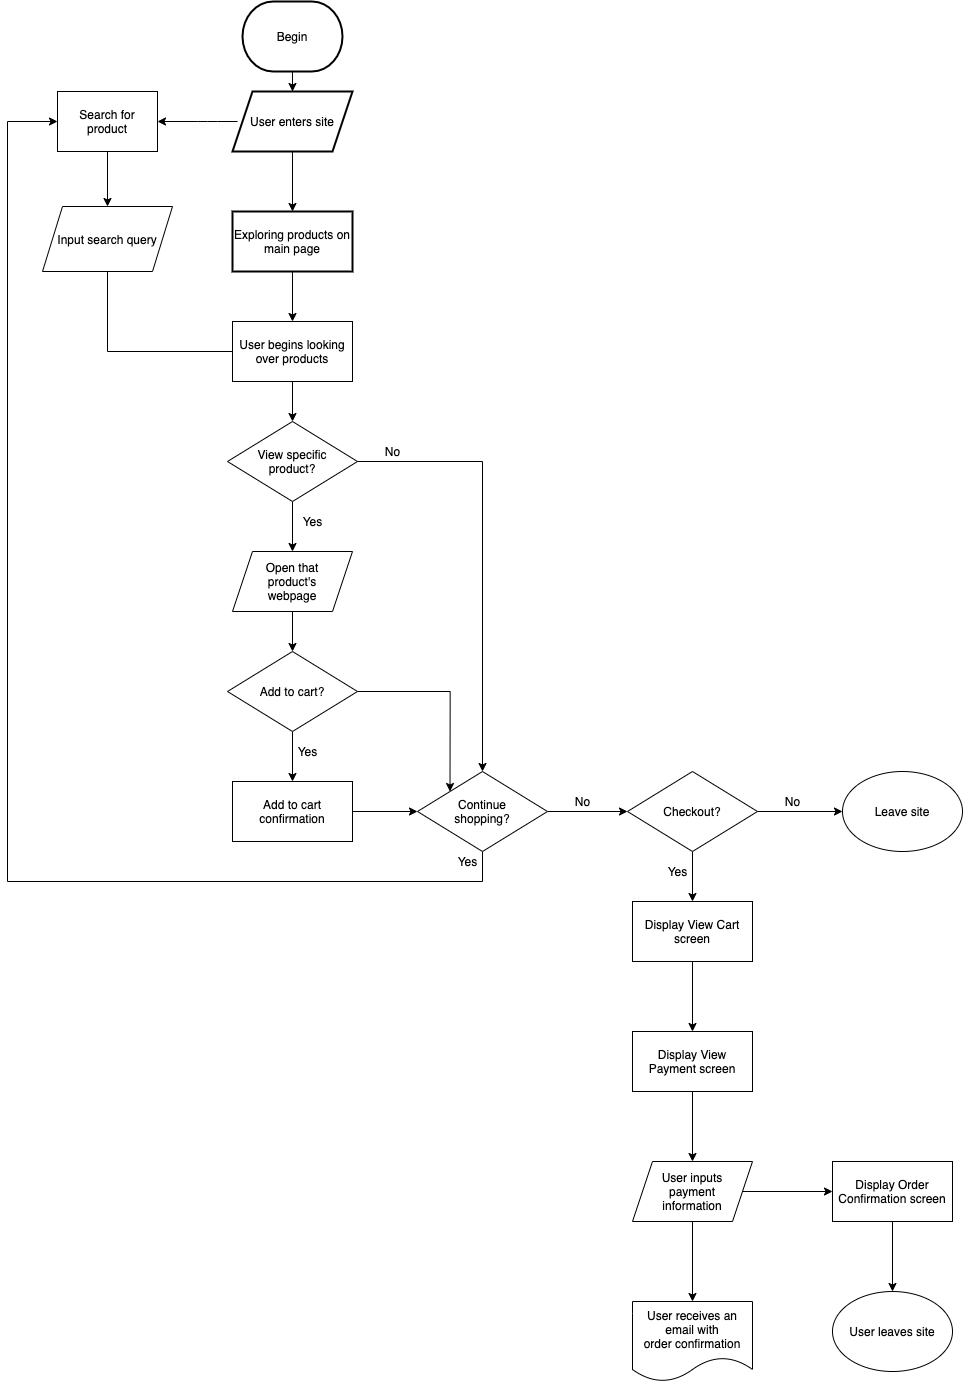 Begin
Search for
product
User enters site
Input search query
Exploring products on
main page
User begins looking
over products
View specific
product?
No
Yes
Open that
product's
webpage
Add to cart?
Yes
Add to cart
confirmation
Continue
shopping?
No
Checkout?
No
Leave site
Yes
Yes
Display View Cart
screen
Display View
Payment screen
User inputs
payment
information
Display Order
Confirmation screen
User receives an
email with
order confirmation
User leaves site